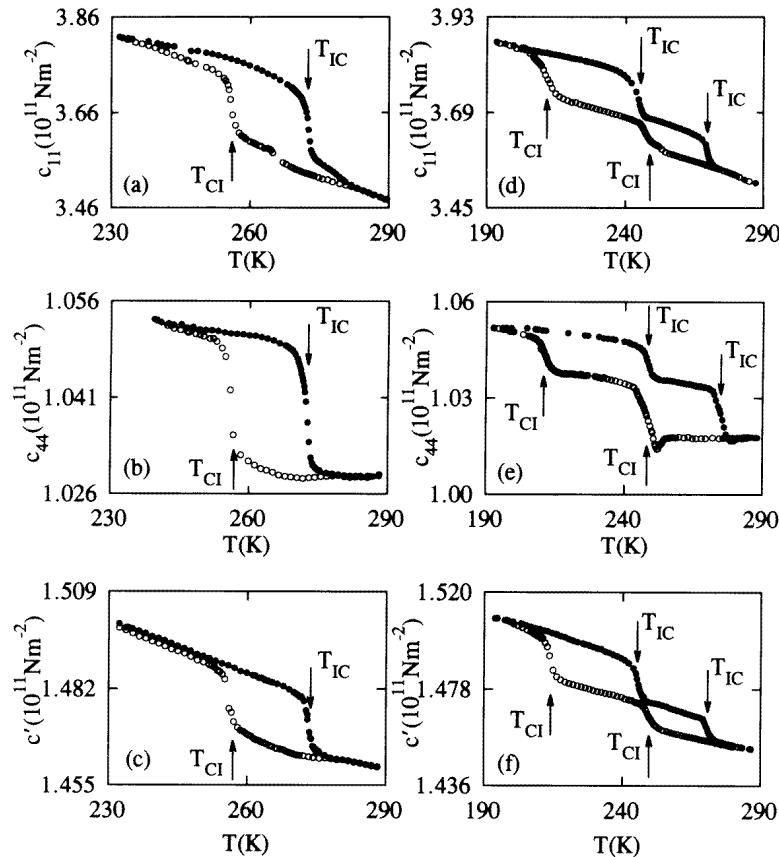 3.86
3.66
3.46
c11(10^11Nm^-2)
TIC
TCI
(a)
230
260
290
T(K)
3.93
3.69
3.45
c11(10^11Nm^-2)
TIC
TIC
TCI
TCI
(d)
190
240
290
T(K)
1.056
1.041
1.026
c44(10^11Nm^-2)
TIC
TCI
(b)
230
260
290
T(K)
1.06
1.03
1.00
c44(10^11Nm^-2)
TIC
TIC
TCI
TCI
(e)
190
240
290
T(K)
1.509
1.482
1.455
c′(10^11Nm^-2)
TIC
TCI
(c)
230
260
290
T(K)
1.520
1.478
1.436
c′(10^11Nm^-2)
TIC
TIC
TCI
TCI
(f)
190
240
290
T(K)